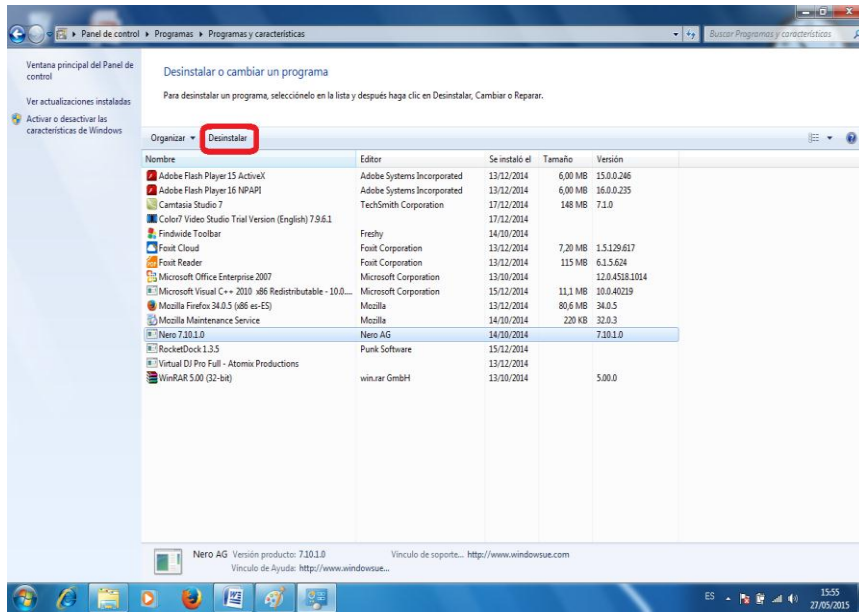 Panel de control ▸ Programas ▸ Programas y características
Buscar Programas y características
Ventana principal del Panel de
control
Ver actualizaciones instaladas
Activar o desactivar las
características de Windows
Desinstalar o cambiar un programa
Para desinstalar un programa, selecciónelo en la lista y después haga clic en Desinstalar, Cambiar o Reparar.
Organizar Desinstalar
Nombre Editor Se instaló el Tamaño Versión
Adobe Flash Player 15 ActiveX Adobe Systems Incorporated 13/12/2014 6,00 MB 15.0.0.246
Adobe Flash Player 16 NPAPI Adobe Systems Incorporated 13/12/2014 6,00 MB 16.0.0.235
Camtasia Studio 7 TechSmith Corporation 17/12/2014 148 MB 7.1.0
Color7 Video Studio Trial Version (English) 7.9.6.1 17/12/2014
Findwide Toolbar Freshy 14/10/2014
Foxit Cloud Foxit Corporation 13/12/2014 7,20 MB 1.5.129.617
Foxit Reader Foxit Corporation 13/12/2014 115 MB 6.1.5.624
Microsoft Office Enterprise 2007 Microsoft Corporation 13/10/2014 12.0.4518.1014
Microsoft Visual C++ 2010 x86 Redistributable - 10.0.... Microsoft Corporation 15/12/2014 11,1 MB 10.0.40219
Mozilla Firefox 34.0.5 (x86 es-ES) Mozilla 13/12/2014 80,6 MB 34.0.5
Mozilla Maintenance Service Mozilla 14/10/2014 220 KB 32.0.3
Nero 7.10.1.0 Nero AG 14/10/2014 7.10.1.0
RocketDock 1.3.5 Punk Software 15/12/2014
Virtual DJ Pro Full - Atomix Productions 13/12/2014
WinRAR 5.00 (32-bit) win.rar GmbH 13/10/2014 5.00.0
Nero AG Versión producto: 7.10.1.0 Vínculo de soporte... http://www.windowsue.com
Vínculo de Ayuda: http://www.windowsue...
ES 15:55
27/05/2015